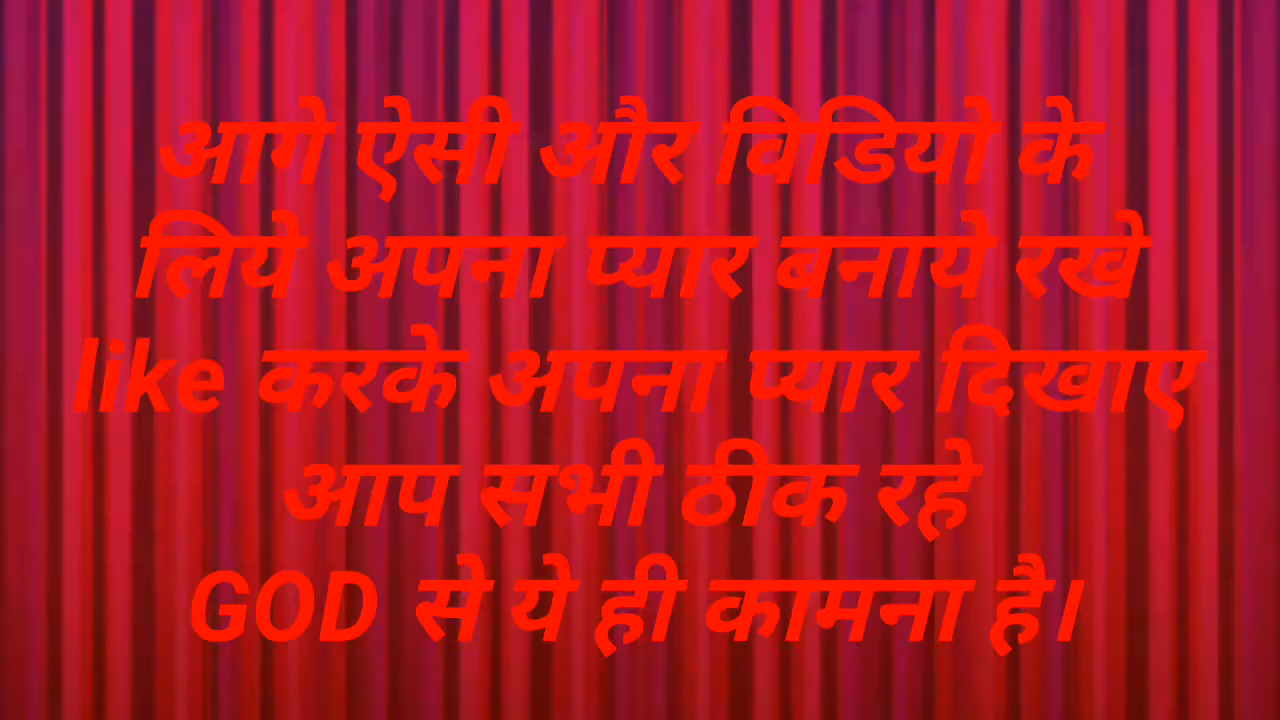 आगे ऐसी और विडियो के
लिये अपना प्यार बनाये रखे
like करके अपना प्यार दिखाए
आप सभी ठीक रहे
GOD से ये ही कामना है।